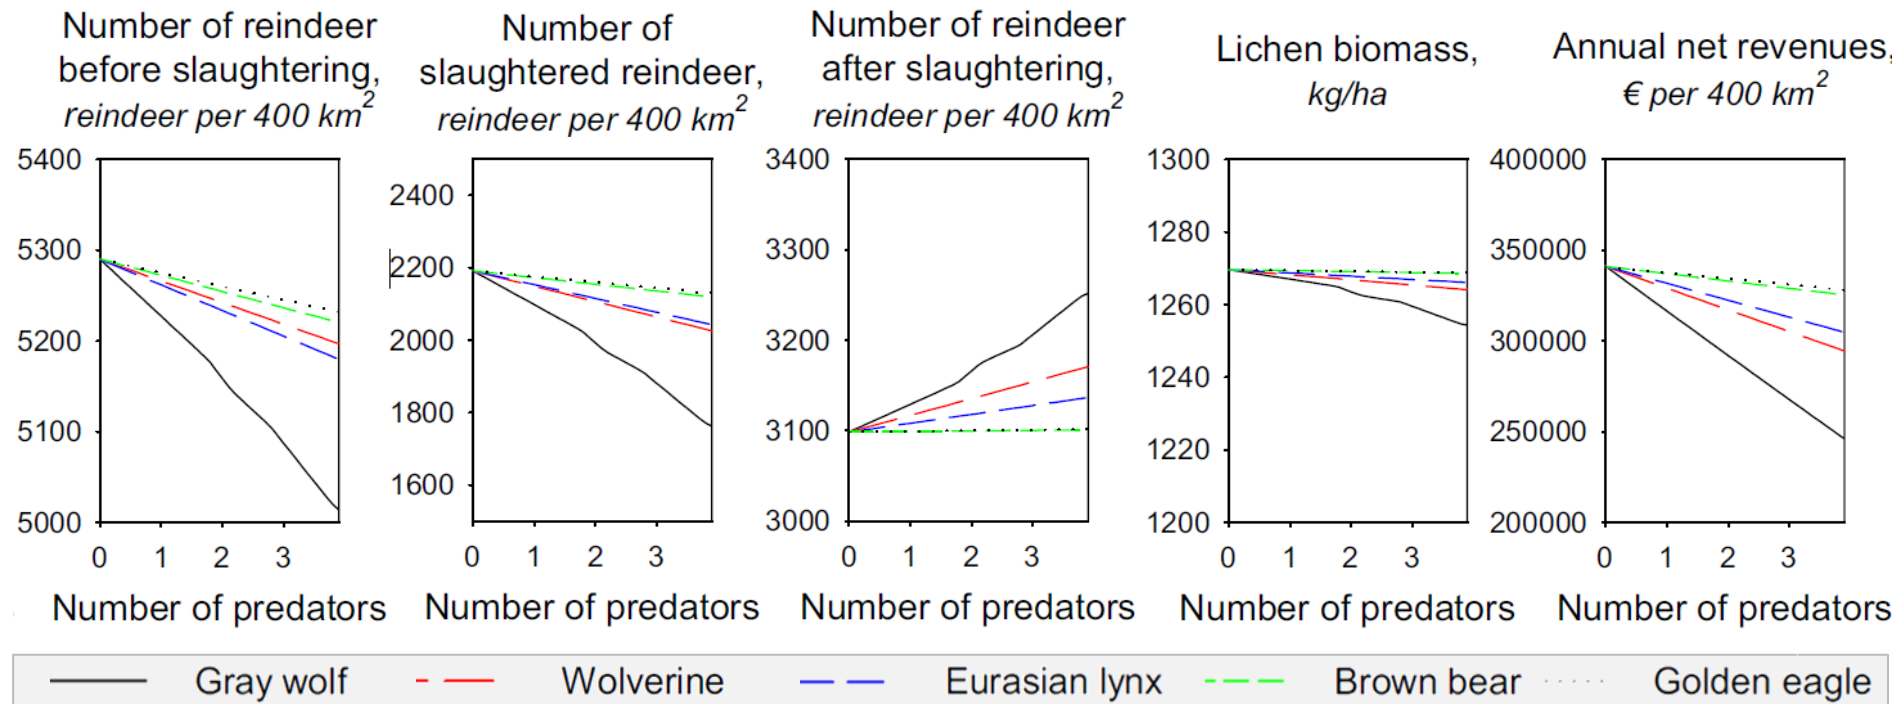 Number of reindeer
before slaughtering,
reindeer per 400 km²
Number of
slaughtered reindeer,
reindeer per 400 km²
Number of reindeer
after slaughtering,
reindeer per 400 km²
Lichen biomass,
kg/ha
Annual net revenues,
€ per 400 km²
5400
5300
5200
5100
5000
0 1 2 3
Number of predators
2400
2200
2000
1800
1600
0 1 2 3
Number of predators
3400
3300
3200
3100
3000
0 1 2 3
Number of predators
1300
1280
1260
1240
1220
1200
0 1 2 3
Number of predators
400000
350000
300000
250000
200000
0 1 2 3
Number of predators
Gray wolf Wolverine Eurasian lynx Brown bear Golden eagle